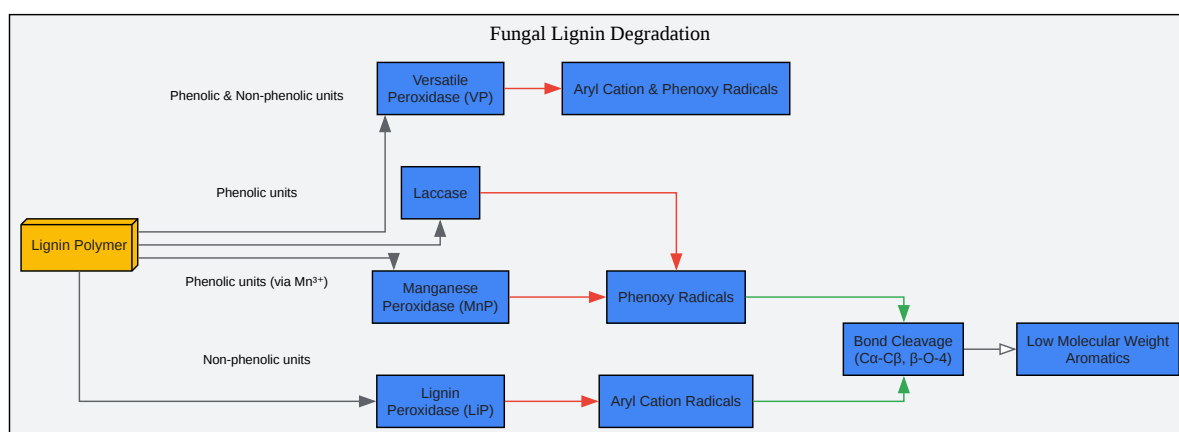 Fungal Lignin Degradation
Phenolic & Non-phenolic units
Versatile
Peroxidase (VP)
Aryl Cation & Phenoxy Radicals
Phenolic units
Laccase
Lignin Polymer
Phenolic units (via Mn³⁺)
Manganese
Peroxidase (MnP)
Phenoxy Radicals
Bond Cleavage
(Cα-Cβ, β-O-4)
Low Molecular Weight
Aromatics
Non-phenolic units
Lignin
Peroxidase (LiP)
Aryl Cation Radicals